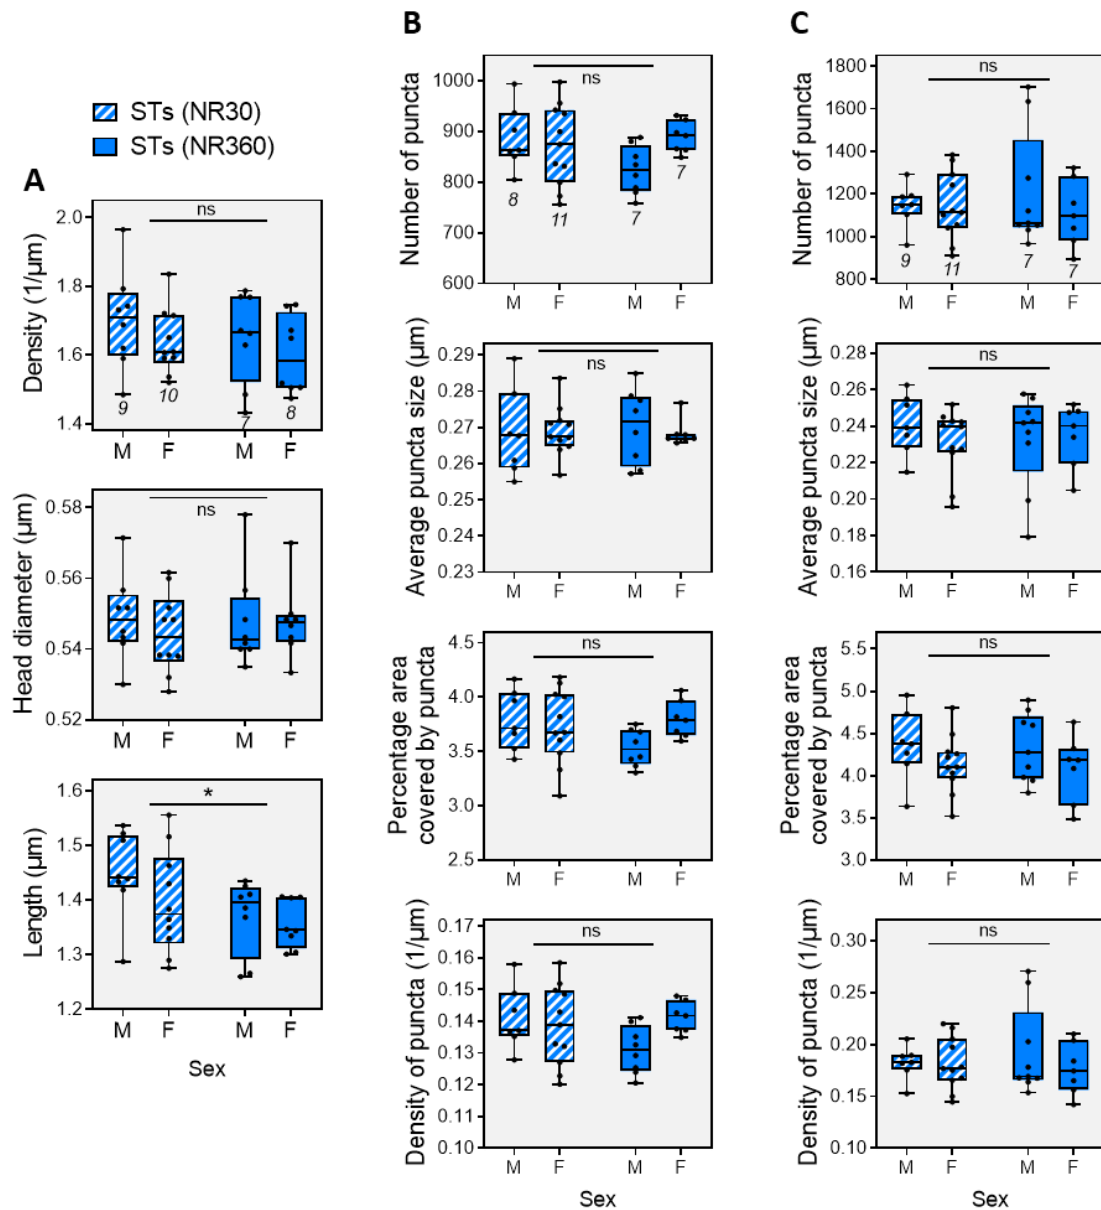 STs (NR30)
STs (NR360)
A
Density (1/µm)
2.0
1.8
1.6
1.4
ns
9
10
7
8
M F M F
Head diameter (µm)
0.58
0.56
0.54
0.52
ns
M F M F
Length (µm)
1.6
1.5
1.4
1.3
1.2
*
M F M F
Sex
B
Number of puncta
1000
900
800
700
600
ns
8
11
7
7
M F M F
Average puncta size (µm)
0.29
0.28
0.27
0.26
0.25
0.24
0.23
ns
M F M F
Percentage area
covered by puncta
4.5
4.0
3.5
3.0
2.5
ns
M F M F
Density of puncta (1/µm)
0.17
0.16
0.15
0.14
0.13
0.12
0.11
0.10
ns
M F M F
Sex
C
Number of puncta
1800
1600
1400
1200
1000
800
ns
9
11
7
7
M F M F
Average puncta size (µm)
0.28
0.26
0.24
0.22
0.20
0.18
0.16
ns
M F M F
Percentage area
covered by puncta
5.5
5.0
4.5
4.0
3.5
3.0
ns
M F M F
Density of puncta (1/µm)
0.30
0.25
0.20
0.15
0.10
ns
M F M F
Sex